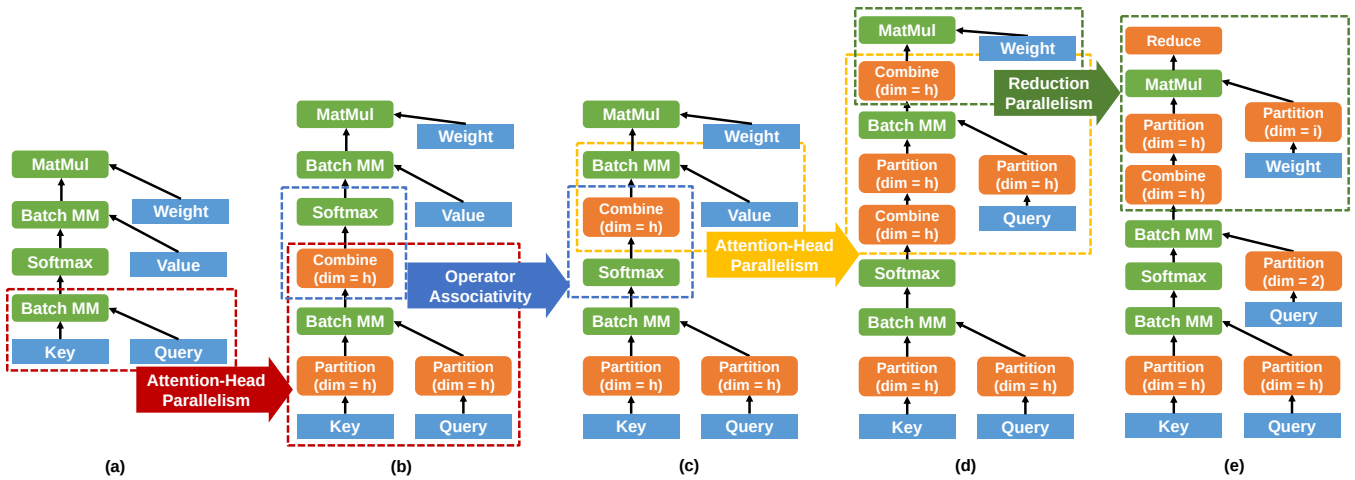 MatMul
Weight
Batch MM
Value
Softmax
Batch MM
Key
Query
(a)
Attention-Head
Parallelism
MatMul
Weight
Batch MM
Value
Softmax
Combine
(dim = h)
Batch MM
Partition
(dim = h)
Partition
(dim = h)
Key
Query
(b)
Operator
Associativity
MatMul
Weight
Batch MM
Value
Combine
(dim = h)
Softmax
Batch MM
Partition
(dim = h)
Partition
(dim = h)
Key
Query
(c)
Attention-Head
Parallelism
MatMul
Weight
Combine
(dim = h)
Batch MM
Partition
(dim = h)
Partition
(dim = h)
Query
Combine
(dim = h)
Softmax
Batch MM
Partition
(dim = h)
Partition
(dim = h)
Key
Query
(d)
Reduction
Parallelism
Reduce
MatMul
Partition
(dim = h)
Partition
(dim = i)
Weight
Combine
(dim = h)
Batch MM
Partition
(dim = 2)
Query
Softmax
Batch MM
Partition
(dim = h)
Partition
(dim = h)
Key
Query
(e)